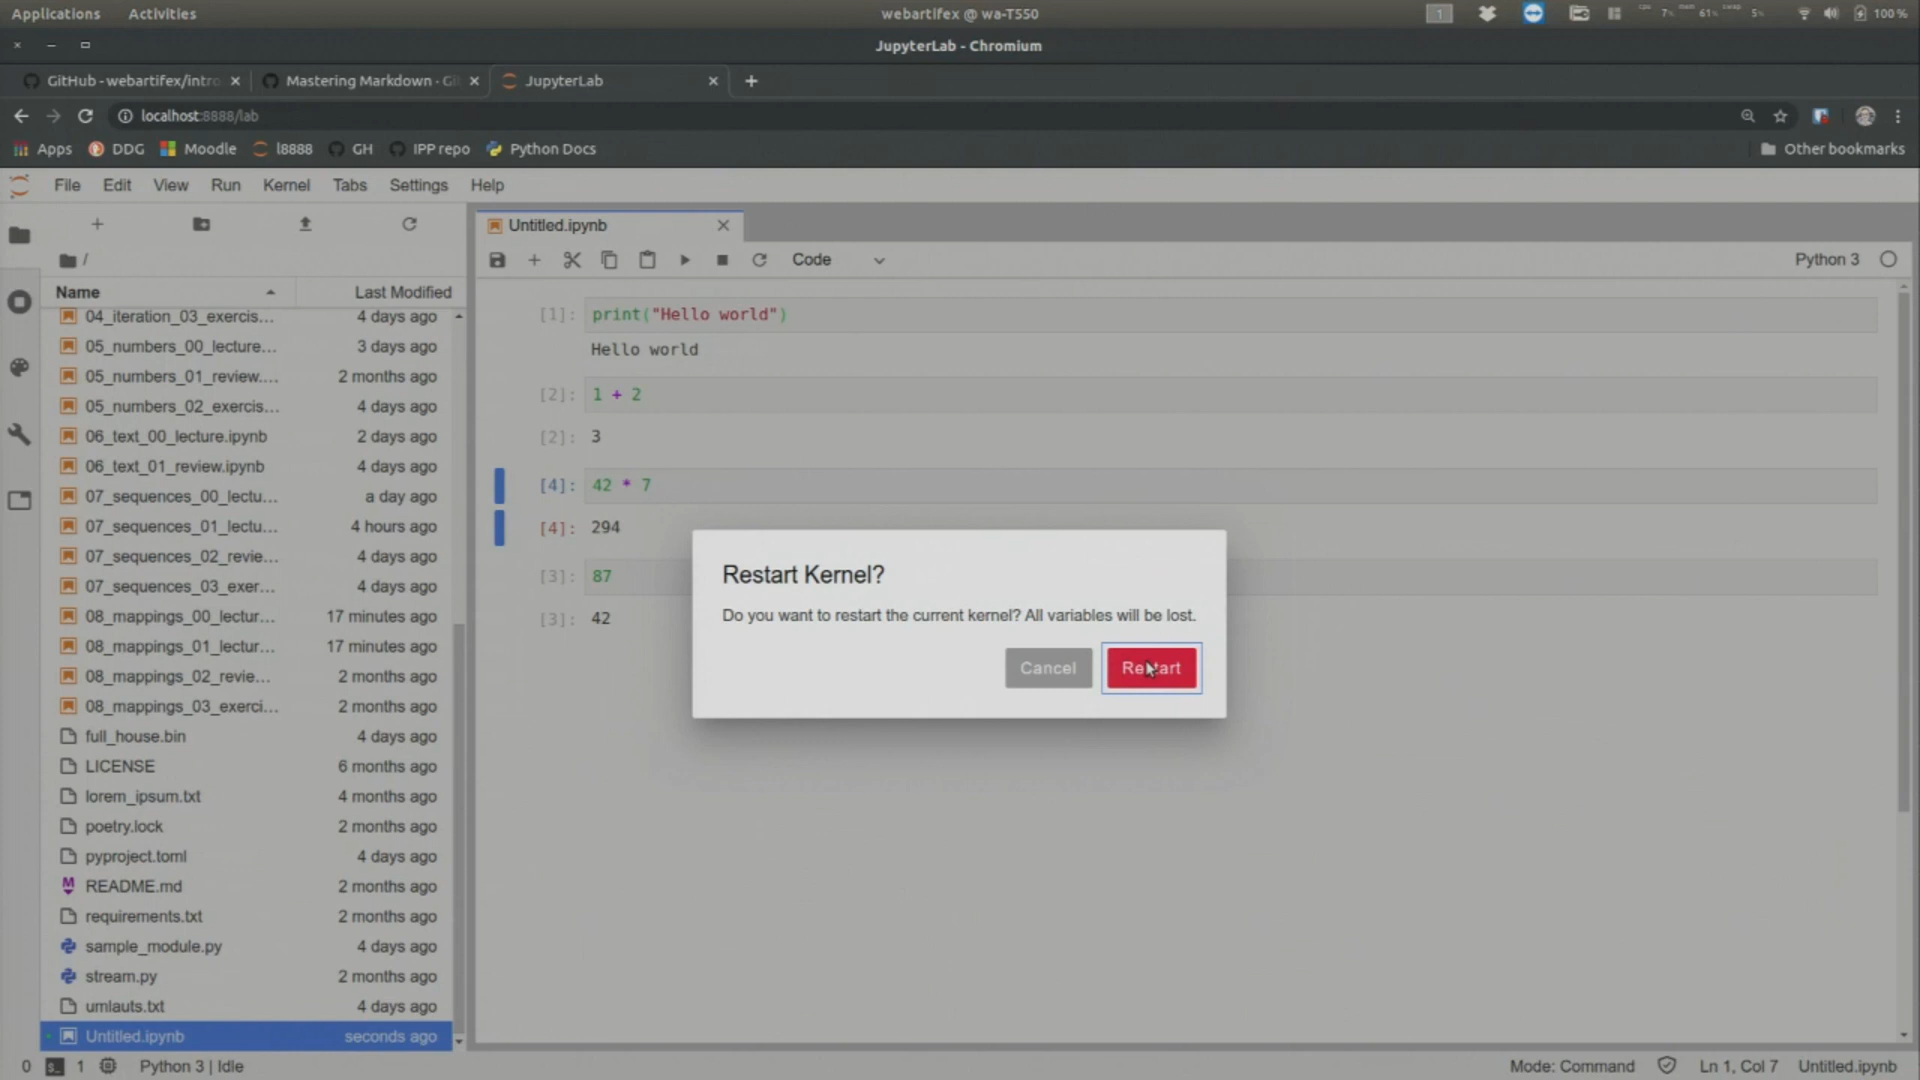 Applications Activities webartifex @ wa-T550 1 cpu 7% mem 61% swap 5% 100 %
JupyterLab - Chromium
GitHub - webartifex/intro Mastering Markdown - Gi JupyterLab
localhost:8888/lab
Apps DDG Moodle l8888 GH IPP repo Python Docs Other bookmarks
File Edit View Run Kernel Tabs Settings Help
Untitled.ipynb
/
Code
Python 3
Name Last Modified
04_iteration_03_exercis... 4 days ago
05_numbers_00_lecture... 3 days ago
05_numbers_01_review.... 2 months ago
05_numbers_02_exercis... 4 days ago
06_text_00_lecture.ipynb 2 days ago
06_text_01_review.ipynb 4 days ago
07_sequences_00_lectu... a day ago
07_sequences_01_lectu... 4 hours ago
07_sequences_02_revie... 4 days ago
07_sequences_03_exer... 4 days ago
08_mappings_00_lectur... 17 minutes ago
08_mappings_01_lectur... 17 minutes ago
08_mappings_02_revie... 2 months ago
08_mappings_03_exerci... 2 months ago
full_house.bin 4 days ago
LICENSE 6 months ago
lorem_ipsum.txt 4 months ago
poetry.lock 2 months ago
pyproject.toml 4 days ago
README.md 2 months ago
requirements.txt 2 months ago
sample_module.py 4 days ago
stream.py 2 months ago
umlauts.txt 4 days ago
Untitled.ipynb seconds ago
[1]: print("Hello world")
Hello world
[2]: 1 + 2
[2]: 3
[4]: 42 * 7
[4]: 294
[3]: 87
[3]: 42
Restart Kernel?
Do you want to restart the current kernel? All variables will be lost.
Cancel Restart
0 1 Python 3 | Idle Mode: Command Ln 1, Col 7 Untitled.ipynb